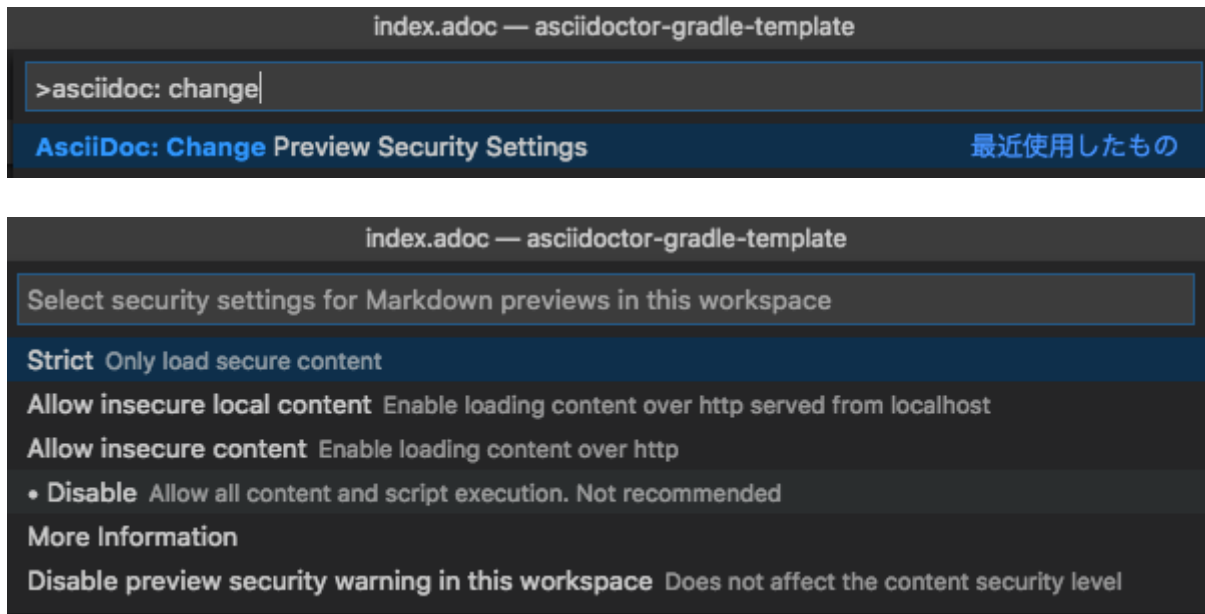 index.adoc — asciidoctor-gradle-template
>asciidoc: change
AsciiDoc: Change Preview Security Settings 最近使用したもの
index.adoc — asciidoctor-gradle-template
Select security settings for Markdown previews in this workspace
Strict Only load secure content
Allow insecure local content Enable loading content over http served from localhost
Allow insecure content Enable loading content over http
• Disable Allow all content and script execution. Not recommended
More Information
Disable preview security warning in this workspace Does not affect the content security level